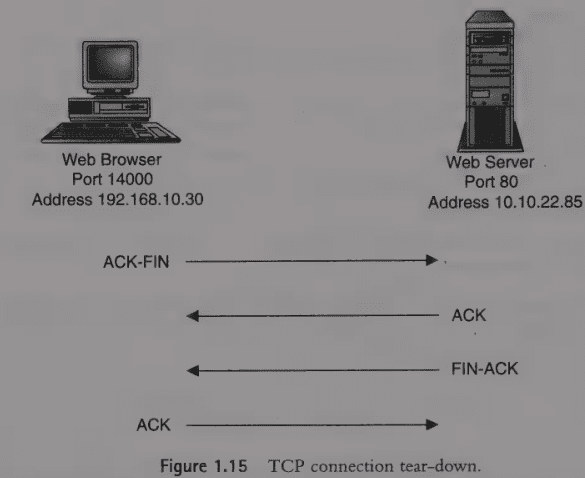 Web Browser
Port 14000
Address 192.168.10.30
Web Server
Port 80
Address 10.10.22.85
ACK-FIN
ACK
FIN-ACK
ACK
Figure 1.15 TCP connection tear-down.